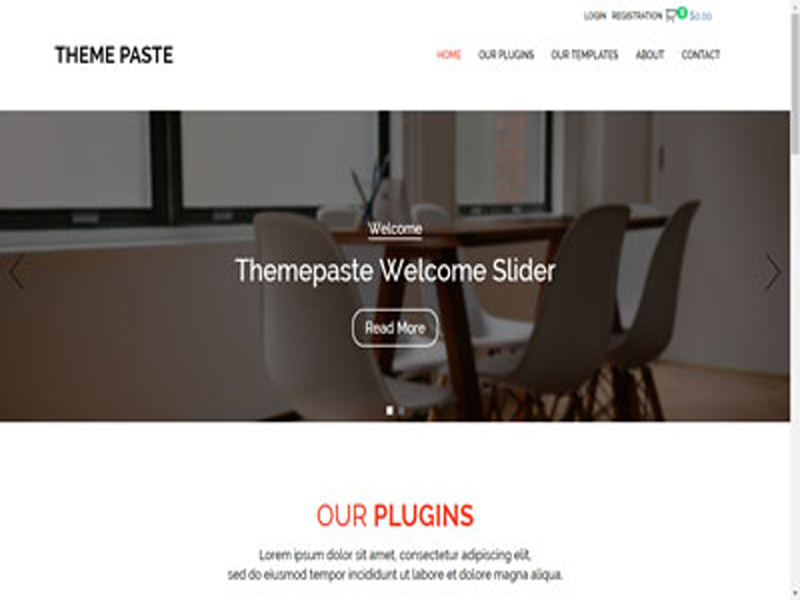 LOGIN REGISTRATION 0 $0.00
THEME PASTE
HOME OUR PLUGINS OUR TEMPLATES ABOUT CONTACT
Welcome
Themepaste Welcome Slider
Read More
OUR PLUGINS
Lorem ipsum dolor sit amet, consectetur adipiscing elit,
sed do eiusmod tempor incididunt ut labore et dolore magna aliqua.